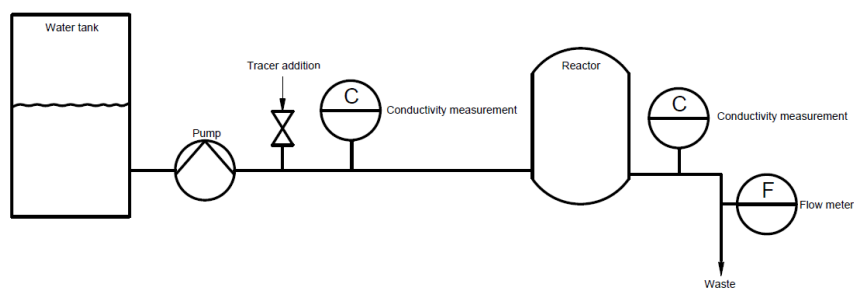 Water tank
Tracer addition
C
Conductivity measurement
Pump
Reactor
C
Conductivity measurement
F
Flow meter
Waste